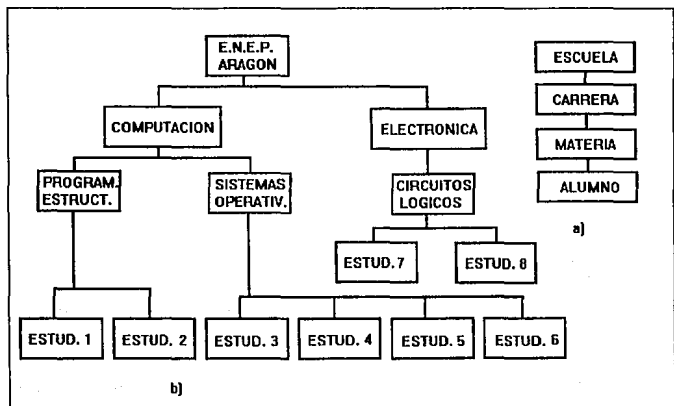 E.N.E.P.
ARAGON
ESCUELA
CARRERA
COMPUTACION
ELECTRONICA
MATERIA
PROGRAM.
ESTRUCT.
SISTEMAS
OPERATIV.
CIRCUITOS
LOGICOS
ALUMNO
a)
ESTUD. 7
ESTUD. 8
ESTUD. 1
ESTUD. 2
ESTUD. 3
ESTUD. 4
ESTUD. 5
ESTUD. 6
b)